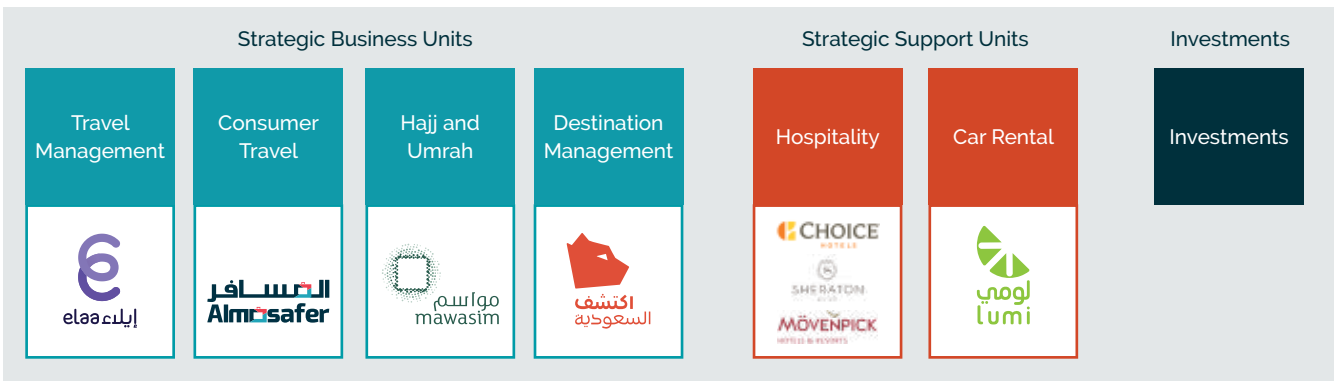 Strategic Business Units
Strategic Support Units
Investments
Travel
Management
Consumer
Travel
Hajj and
Umrah
Destination
Management
Hospitality
Car Rental
Investments
elaa إيلاء
المسافر
Almosafer
مواسم
mawasim
اكتشف
السعودية
CHOICE
HOTELS
SHERATON
MÖVENPICK
HOTELS & RESORTS
لومي
lumi